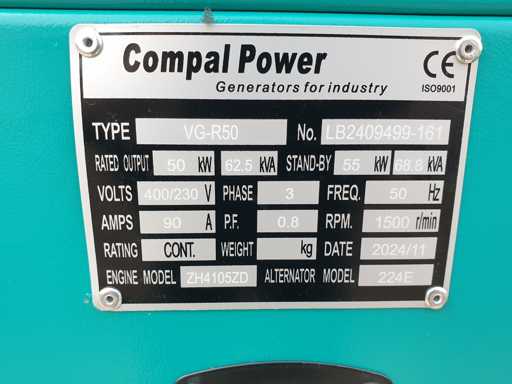 Compal Power
Generators for industry
CE
ISO9001
TYPE VG-R50 No. LB2409499-161
RATED OUTPUT 50 kW 62.5 kVA STAND-BY 55 kW 68.8 kVA
VOLTS 400/230 V PHASE 3 FREQ. 50 Hz
AMPS 90 A P.F. 0.8 RPM. 1500 r/min
RATING CONT. WEIGHT kg DATE 2024/11
ENGINE MODEL ZH4105ZD ALTERNATOR MODEL 224E